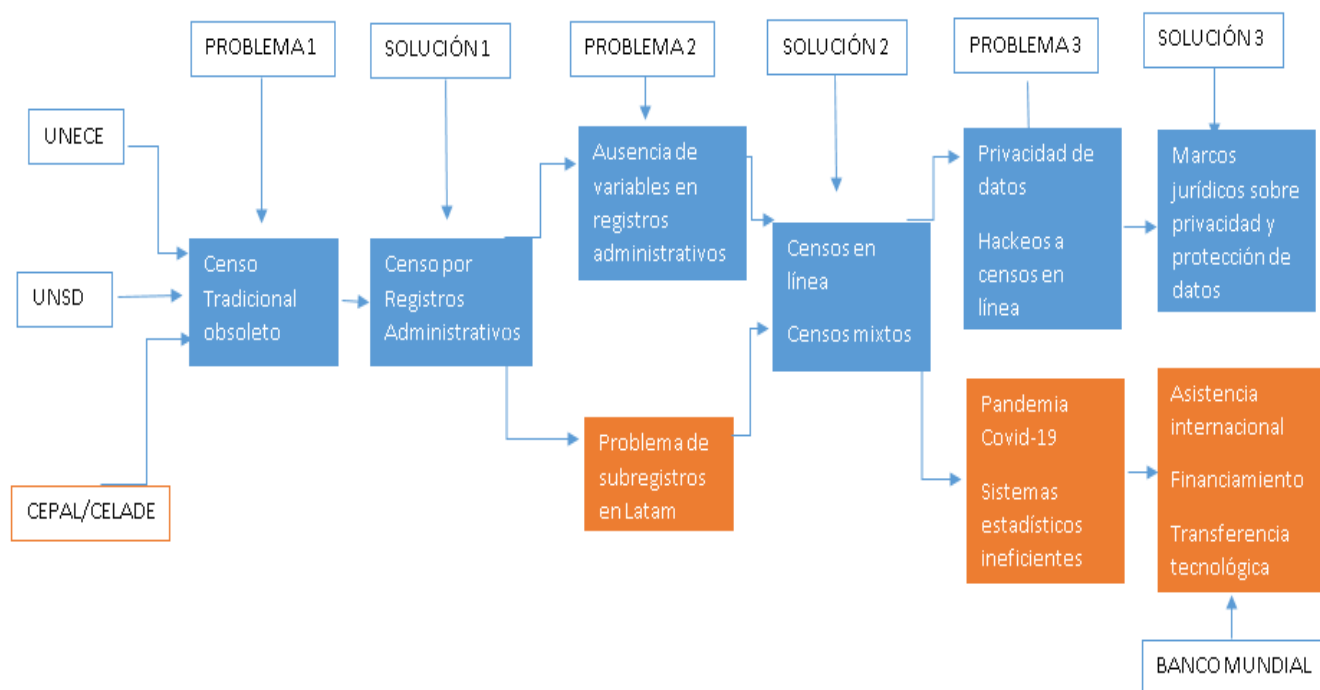 PROBLEMA 1
SOLUCIÓN 1
PROBLEMA 2
SOLUCIÓN 2
PROBLEMA 3
SOLUCIÓN 3
UNECE
UNSD
CEPAL/CELADE
Censo
Tradicional
obsoleto
Censo por
Registros
Administrativos
Ausencia de
variables en
registros
administrativos
Problema de
subregistros
en Latam
Censos en
línea
Censos mixtos
Privacidad de
datos
Hackeos a
censos en
línea
Marcos
jurídicos sobre
privacidad y
protección de
datos
Pandemia
Covid-19
Sistemas
estadísticos
ineficientes
Asistencia
internacional
Financiamiento
Transferencia
tecnológica
BANCO MUNDIAL